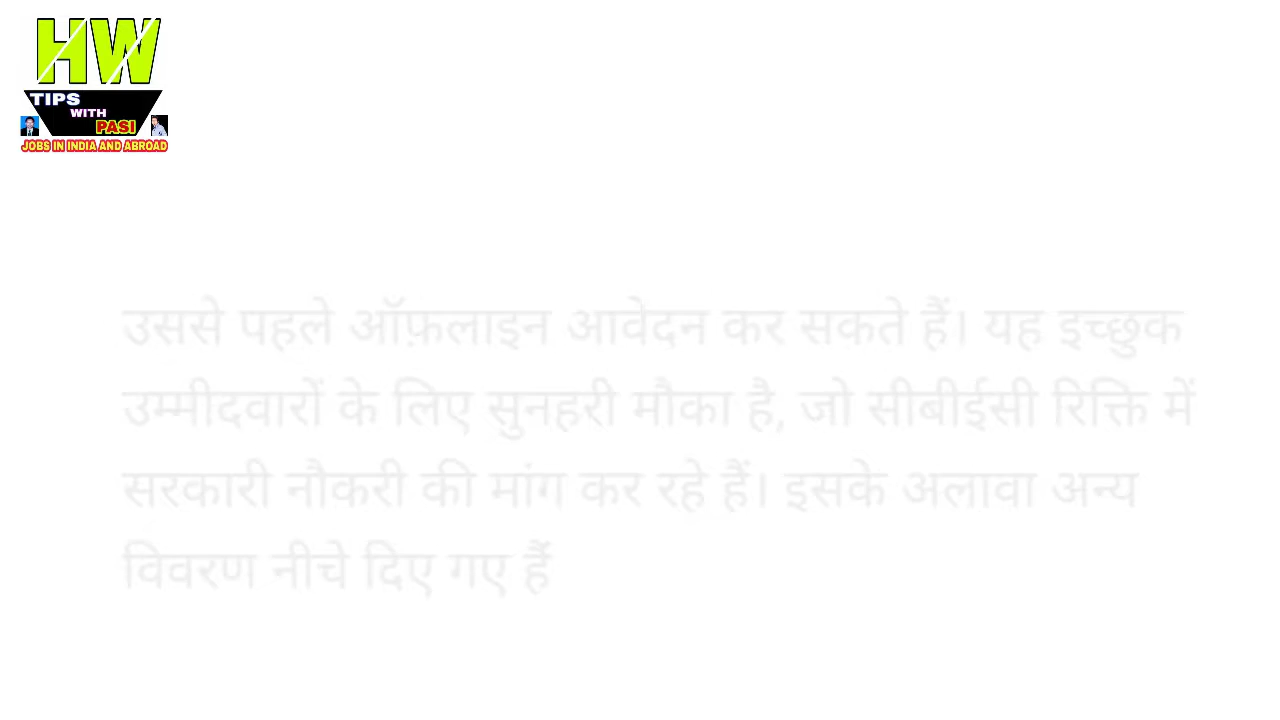 HW
TIPS
WITH
PASI
JOBS IN INDIA AND ABROAD
उससे पहले ऑफ़लाइन आवेदन कर सकते हैं। यह इच्छुक
उम्मीदवारों के लिए सुनहरी मौका है, जो सीबीईसी रिक्ति में
सरकारी नौकरी की मांग कर रहे हैं। इसके अलावा अन्य
विवरण नीचे दिए गए हैं